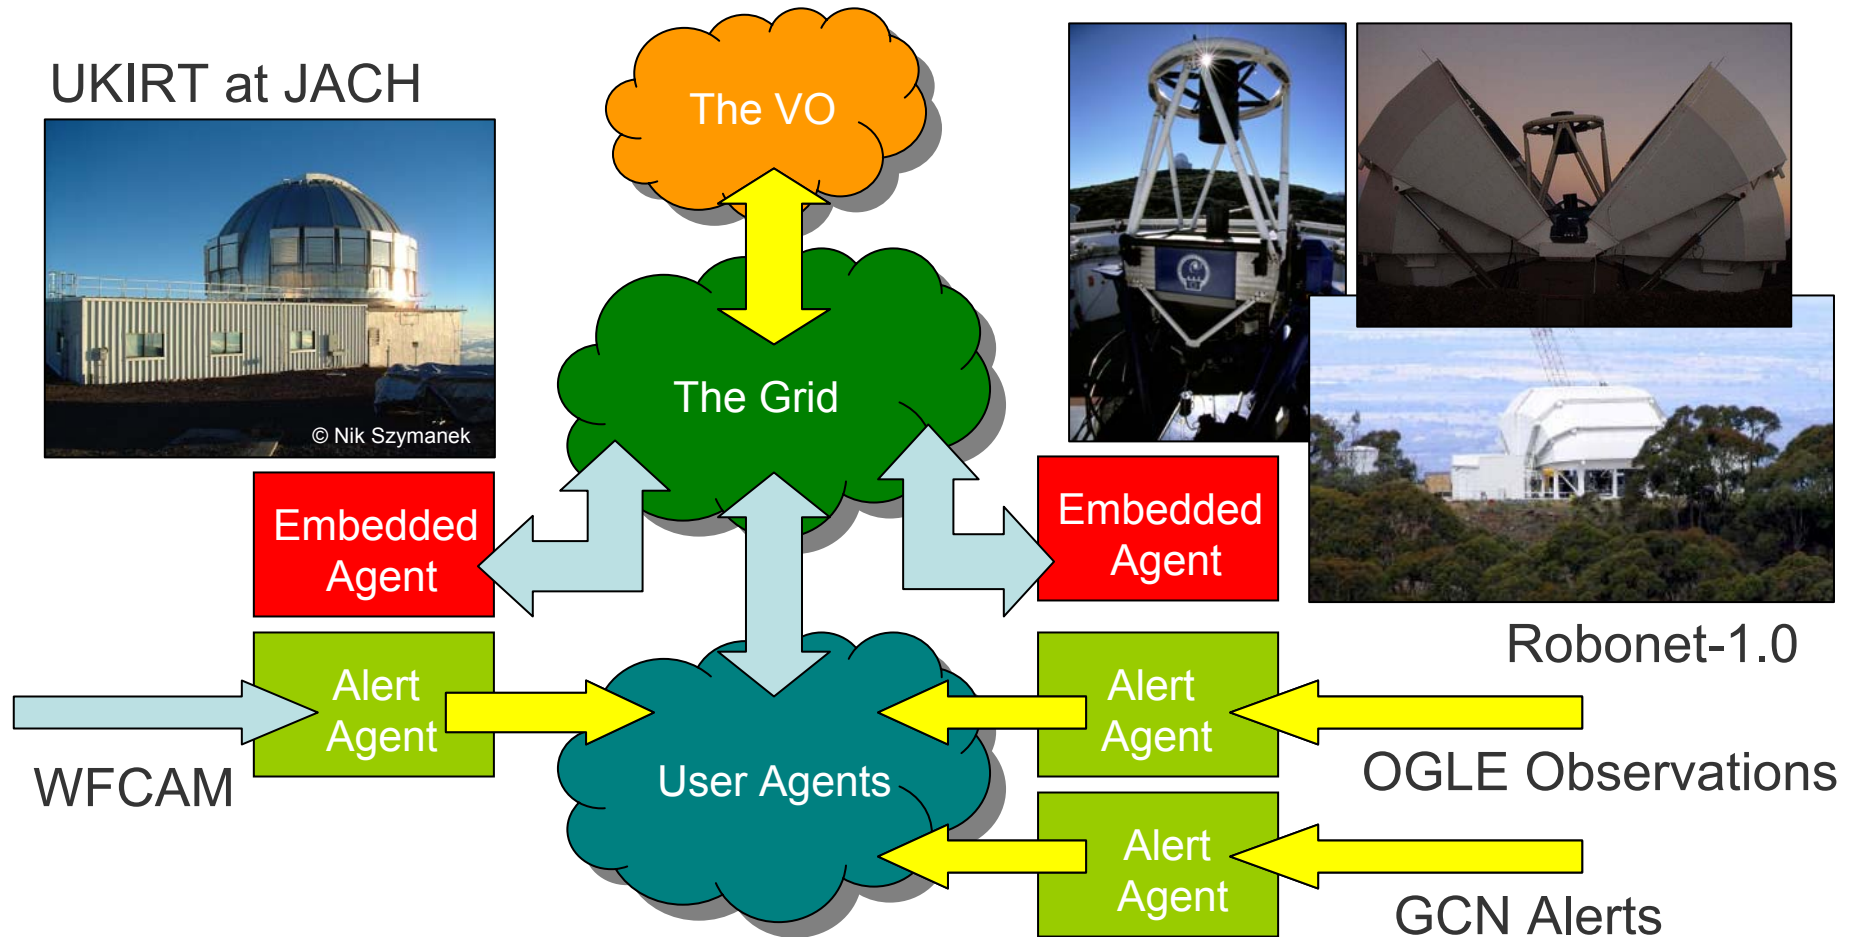 UKIRT at JACH
The VO
© Nik Szymanek
The Grid
Embedded
Agent
Embedded
Agent
Robonet-1.0
Alert
Agent
Alert
Agent
WFCAM
User Agents
OGLE Observations
Alert
Agent
GCN Alerts